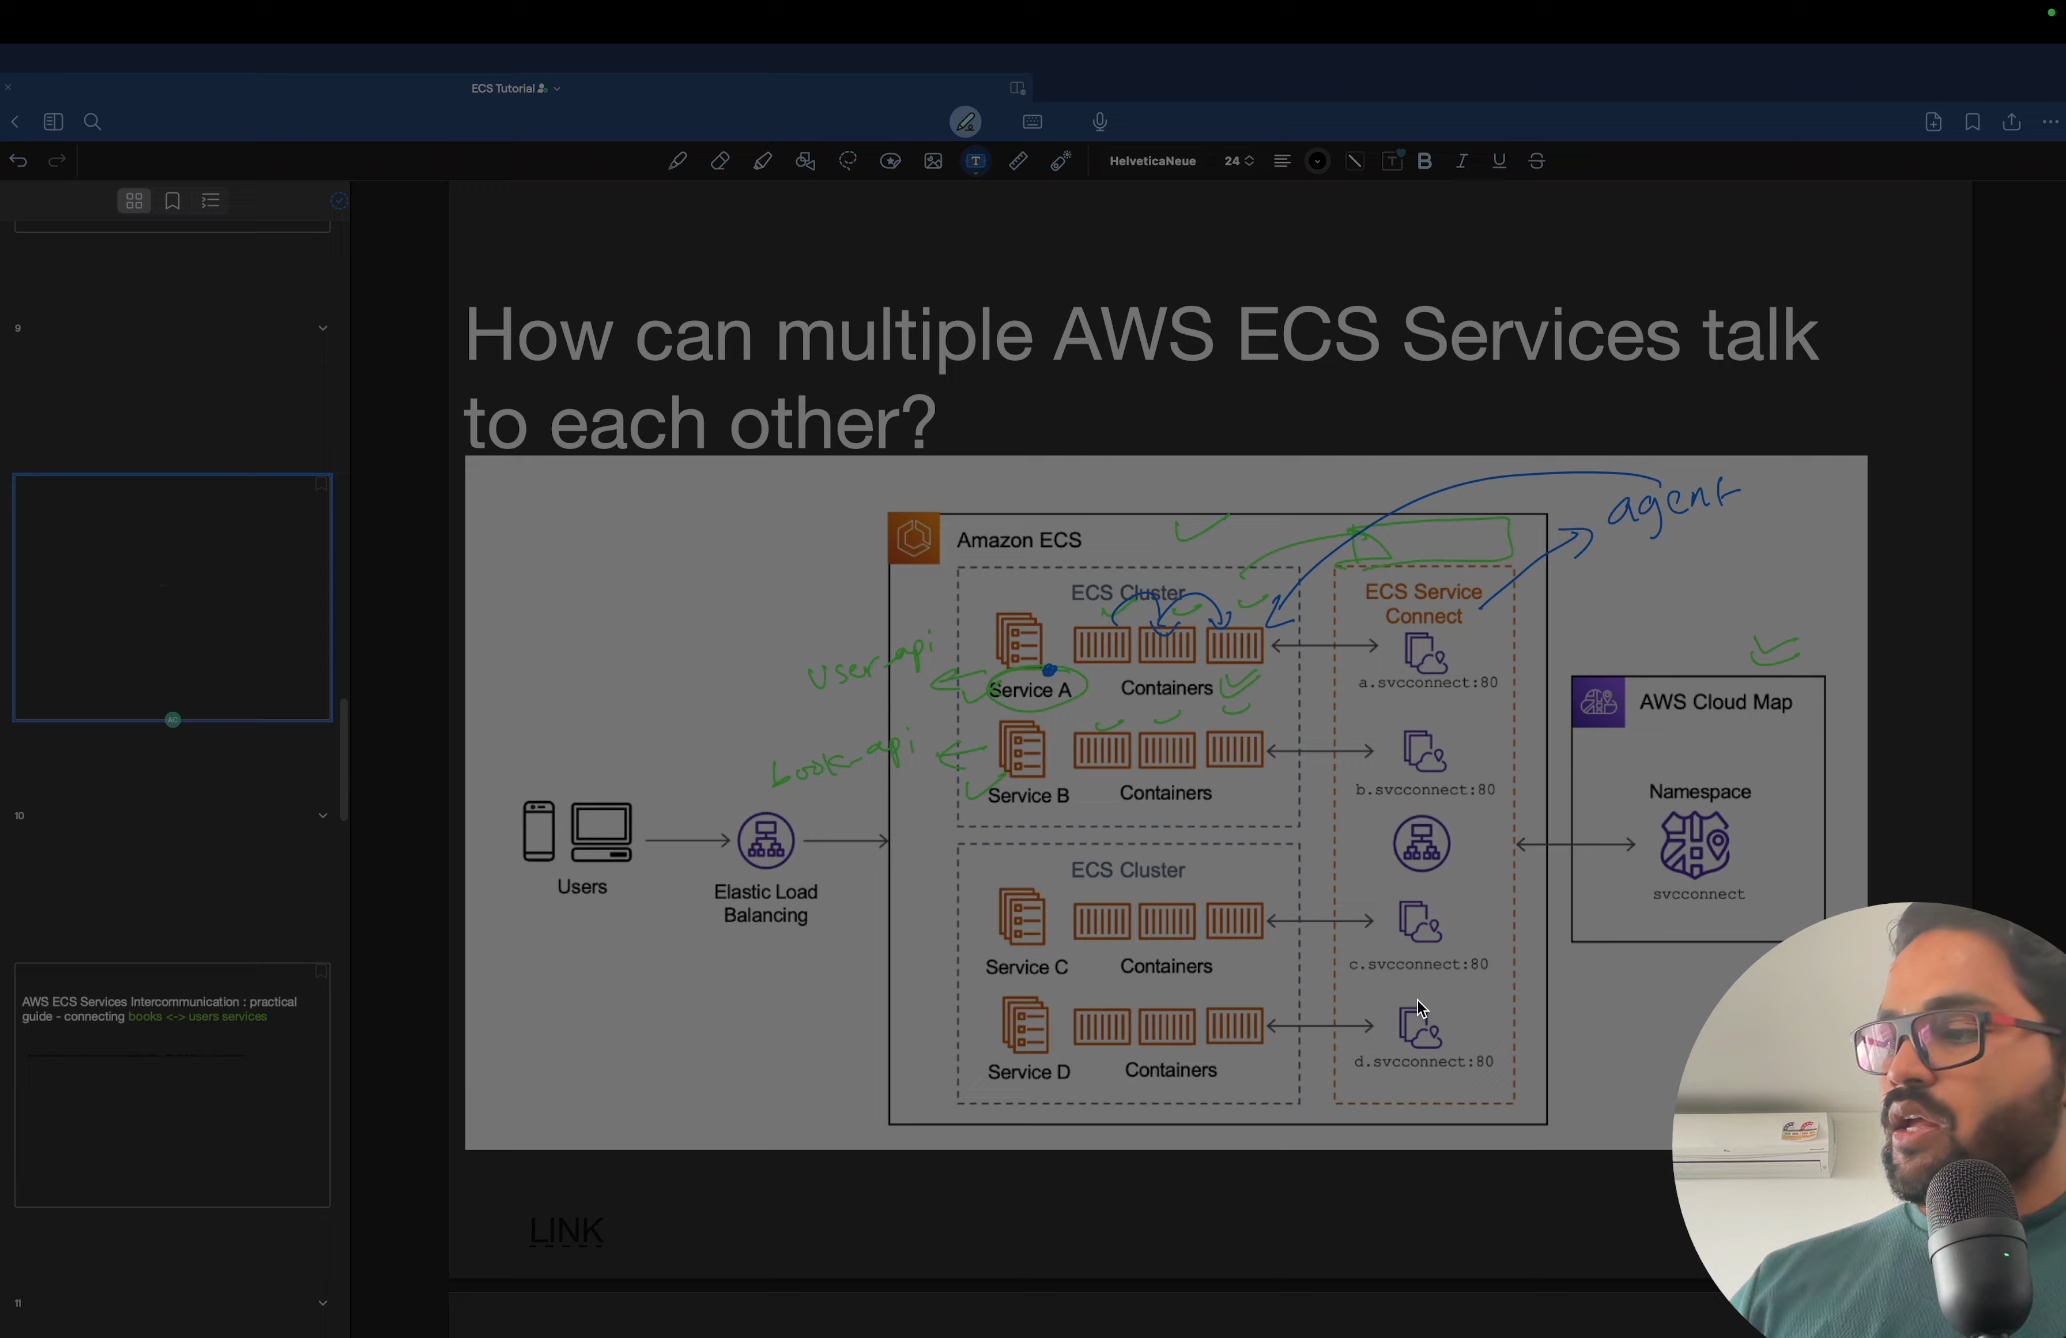 ECS Tutorial
HelveticaNeue 24 B I U S
9
10
AWS ECS Services Intercommunication : practical
guide - connecting books <-> users services
11
AC
How can multiple AWS ECS Services talk
to each other?
agent
Amazon ECS
ECS Cluster
ECS Service
Connect
user-api
Service A
Containers
a.svcconnect:80
book-api
Service B
Containers
b.svcconnect:80
AWS Cloud Map
Namespace
svcconnect
Users
Elastic Load
Balancing
ECS Cluster
Service C
Containers
c.svcconnect:80
Service D
Containers
d.svcconnect:80
LINK